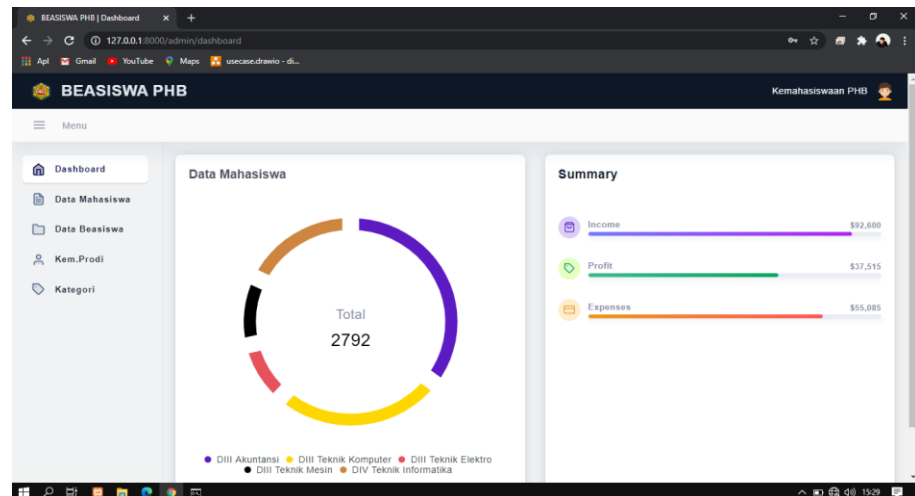 BEASISWA PHB | Dashboard
127.0.0.1:8000/admin/dashboard
Apl Gmail YouTube Maps usecase.drawio - di...
BEASISWA PHB
Kemahasiswaan PHB
Menu
Dashboard
Data Mahasiswa
Data Beasiswa
Kem.Prodi
Kategori
Data Mahasiswa
Total
2792
DIII Akuntansi DIII Teknik Komputer DIII Teknik Elektro
DIII Teknik Mesin DIV Teknik Informatika
Summary
Income $92,600
Profit $37,515
Expenses $55,085
15:29